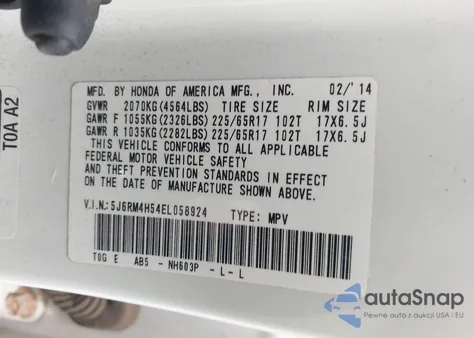 T0A A2
MFD. BY HONDA OF AMERICA MFG., INC. 02/'14
GVWR 2070KG(4564LBS) TIRE SIZE RIM SIZE
GAWR F 1055KG(2326LBS) 225/65R17 102T 17X6.5J
GAWR R 1035KG(2282LBS) 225/65R17 102T 17X6.5J
THIS VEHICLE CONFORMS TO ALL APPLICABLE
FEDERAL MOTOR VEHICLE SAFETY
AND THEFT PREVENTION STANDARDS IN EFFECT
ON THE DATE OF MANUFACTURE SHOWN ABOVE.
V.I.N.:5J6RM4H54EL058924 TYPE: MPV
T0G E AB5 - NH603P - L - L
autoSnap
Pewne auta z aukcji USA i EU